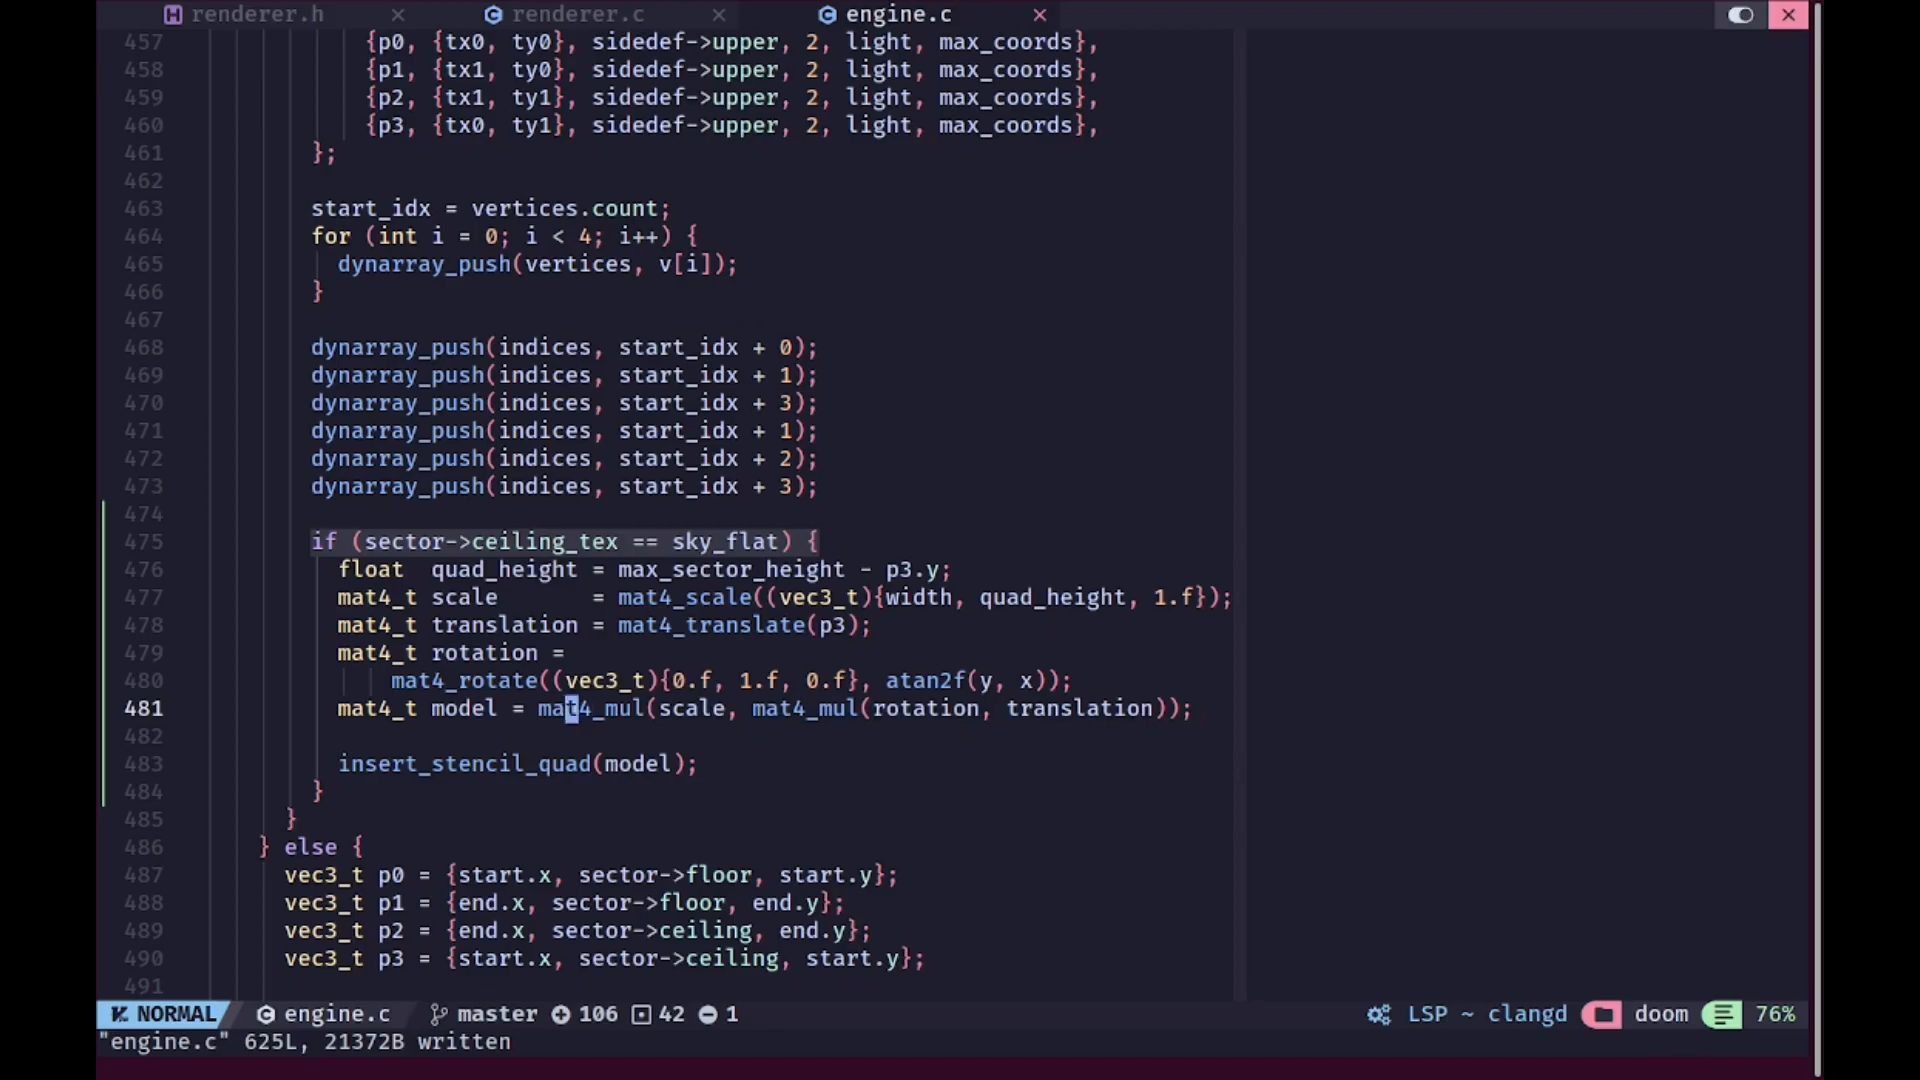 renderer.h
renderer.c
engine.c
457 {p0, {tx0, ty0}, sidedef->upper, 2, light, max_coords},
458 {p1, {tx1, ty0}, sidedef->upper, 2, light, max_coords},
459 {p2, {tx1, ty1}, sidedef->upper, 2, light, max_coords},
460 {p3, {tx0, ty1}, sidedef->upper, 2, light, max_coords},
461 };
462
463 start_idx = vertices.count;
464 for (int i = 0; i < 4; i++) {
465 dynarray_push(vertices, v[i]);
466 }
467
468 dynarray_push(indices, start_idx + 0);
469 dynarray_push(indices, start_idx + 1);
470 dynarray_push(indices, start_idx + 3);
471 dynarray_push(indices, start_idx + 1);
472 dynarray_push(indices, start_idx + 2);
473 dynarray_push(indices, start_idx + 3);
474
475 if (sector->ceiling_tex == sky_flat) {
476 float quad_height = max_sector_height - p3.y;
477 mat4_t scale = mat4_scale((vec3_t){width, quad_height, 1.f});
478 mat4_t translation = mat4_translate(p3);
479 mat4_t rotation =
480 mat4_rotate((vec3_t){0.f, 1.f, 0.f}, atan2f(y, x));
481 mat4_t model = mat4_mul(scale, mat4_mul(rotation, translation));
482
483 insert_stencil_quad(model);
484 }
485 }
486 } else {
487 vec3_t p0 = {start.x, sector->floor, start.y};
488 vec3_t p1 = {end.x, sector->floor, end.y};
489 vec3_t p2 = {end.x, sector->ceiling, end.y};
490 vec3_t p3 = {start.x, sector->ceiling, start.y};
491
NORMAL engine.c master 106 42 1 LSP ~ clangd doom 76%
"engine.c" 625L, 21372B written